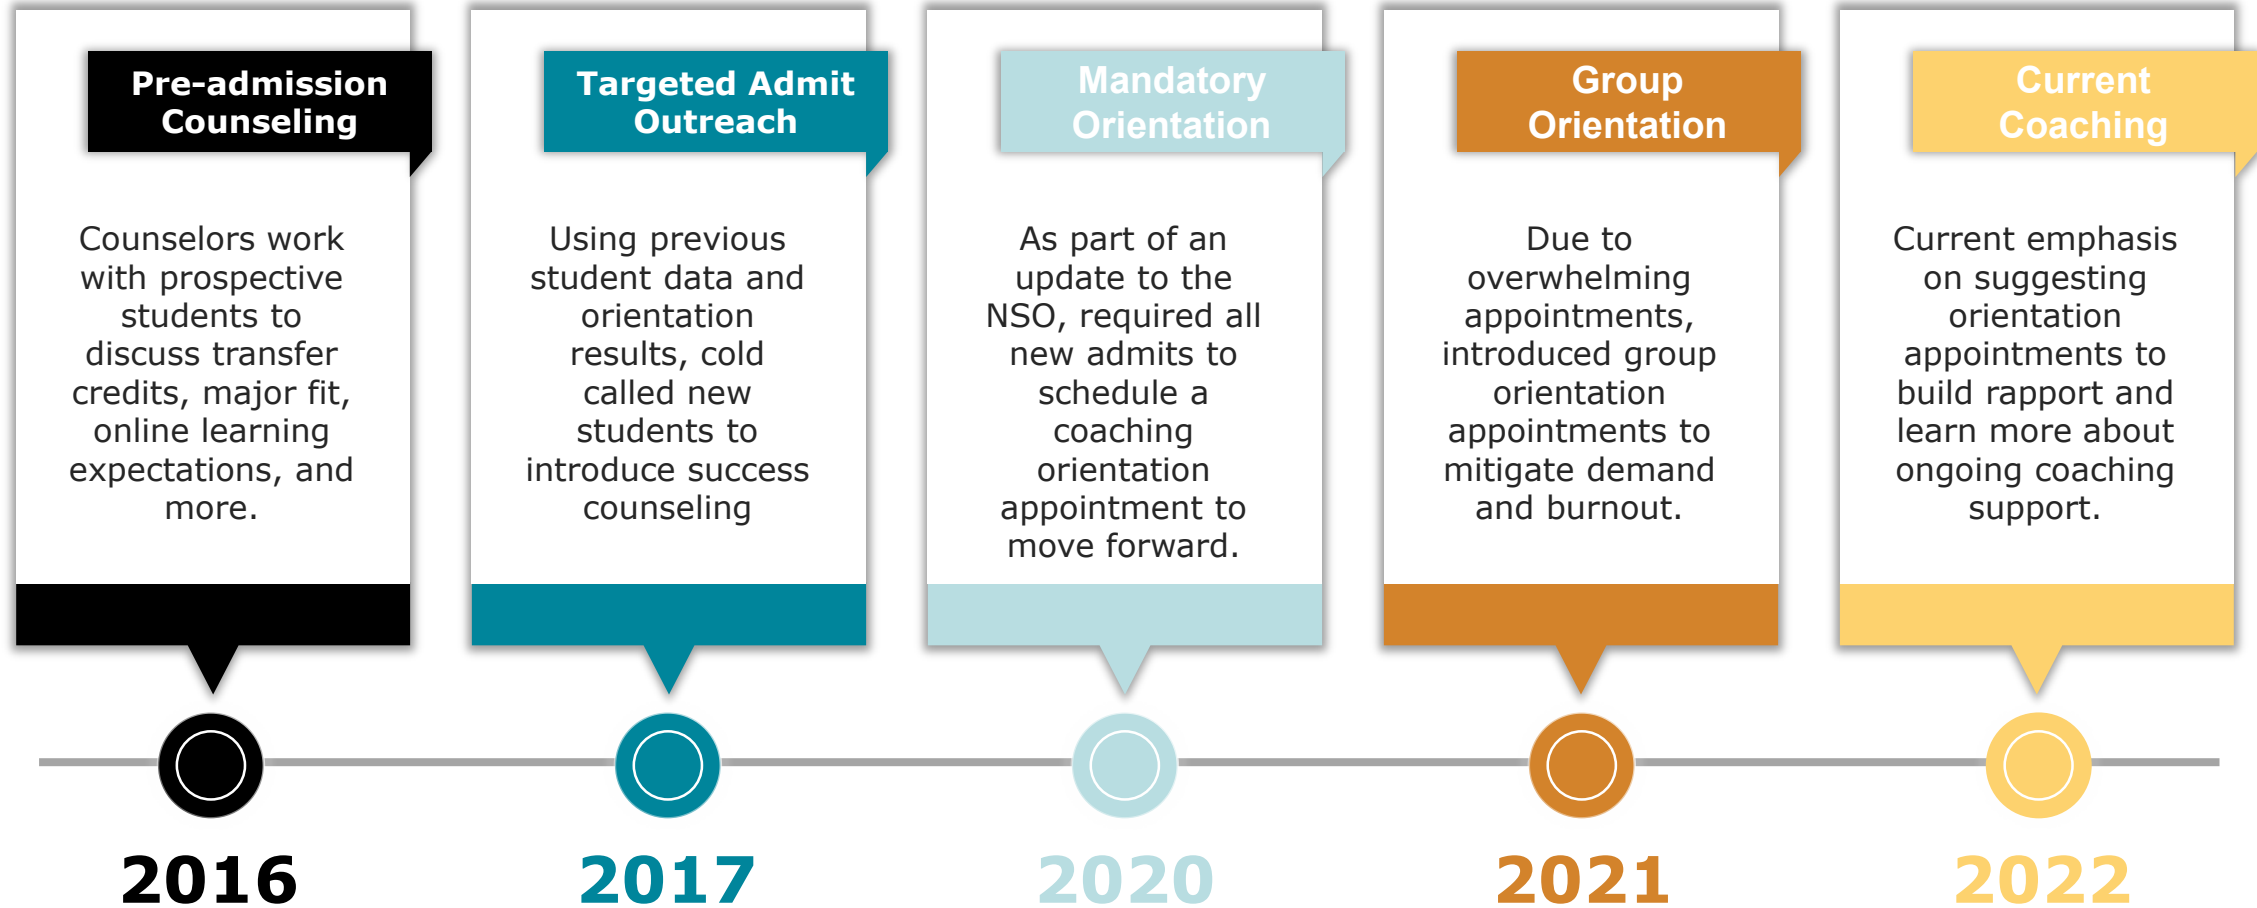 Pre-admission
Counseling
Counselors work
with prospective
students to
discuss transfer
credits, major fit,
online learning
expectations, and
more.
2016
Targeted Admit
Outreach
Using previous
student data and
orientation
results, cold
called new
students to
introduce success
counseling
2017
Mandatory
Orientation
As part of an
update to the
NSO, required all
new admits to
schedule a
coaching
orientation
appointment to
move forward.
2020
Group
Orientation
Due to
overwhelming
appointments,
introduced group
orientation
appointments to
mitigate demand
and burnout.
2021
Current
Coaching
Current emphasis
on suggesting
orientation
appointments to
build rapport and
learn more about
ongoing coaching
support.
2022